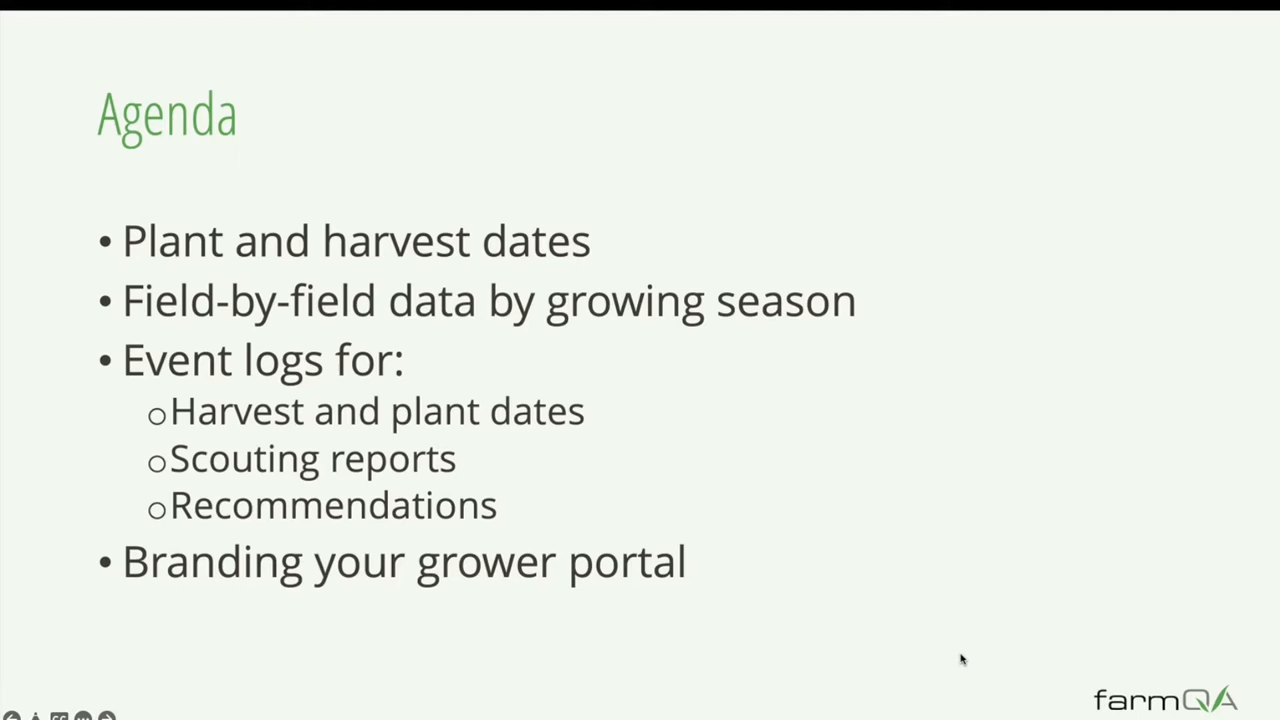 Agenda
• Plant and harvest dates
• Field-by-field data by growing season
• Event logs for:
○ Harvest and plant dates
○ Scouting reports
○ Recommendations
• Branding your grower portal
farmQA